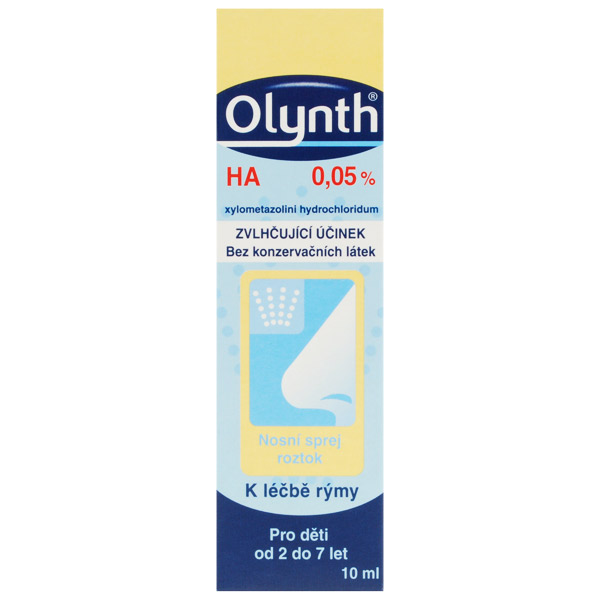 Olynth®
HA 0,05 %
xylometazolini hydrochloridum
ZVLHČUJÍCÍ ÚČINEK
Bez konzervačních látek
Nosní sprej
roztok
K léčbě rýmy
Pro děti
od 2 do 7 let
10 ml